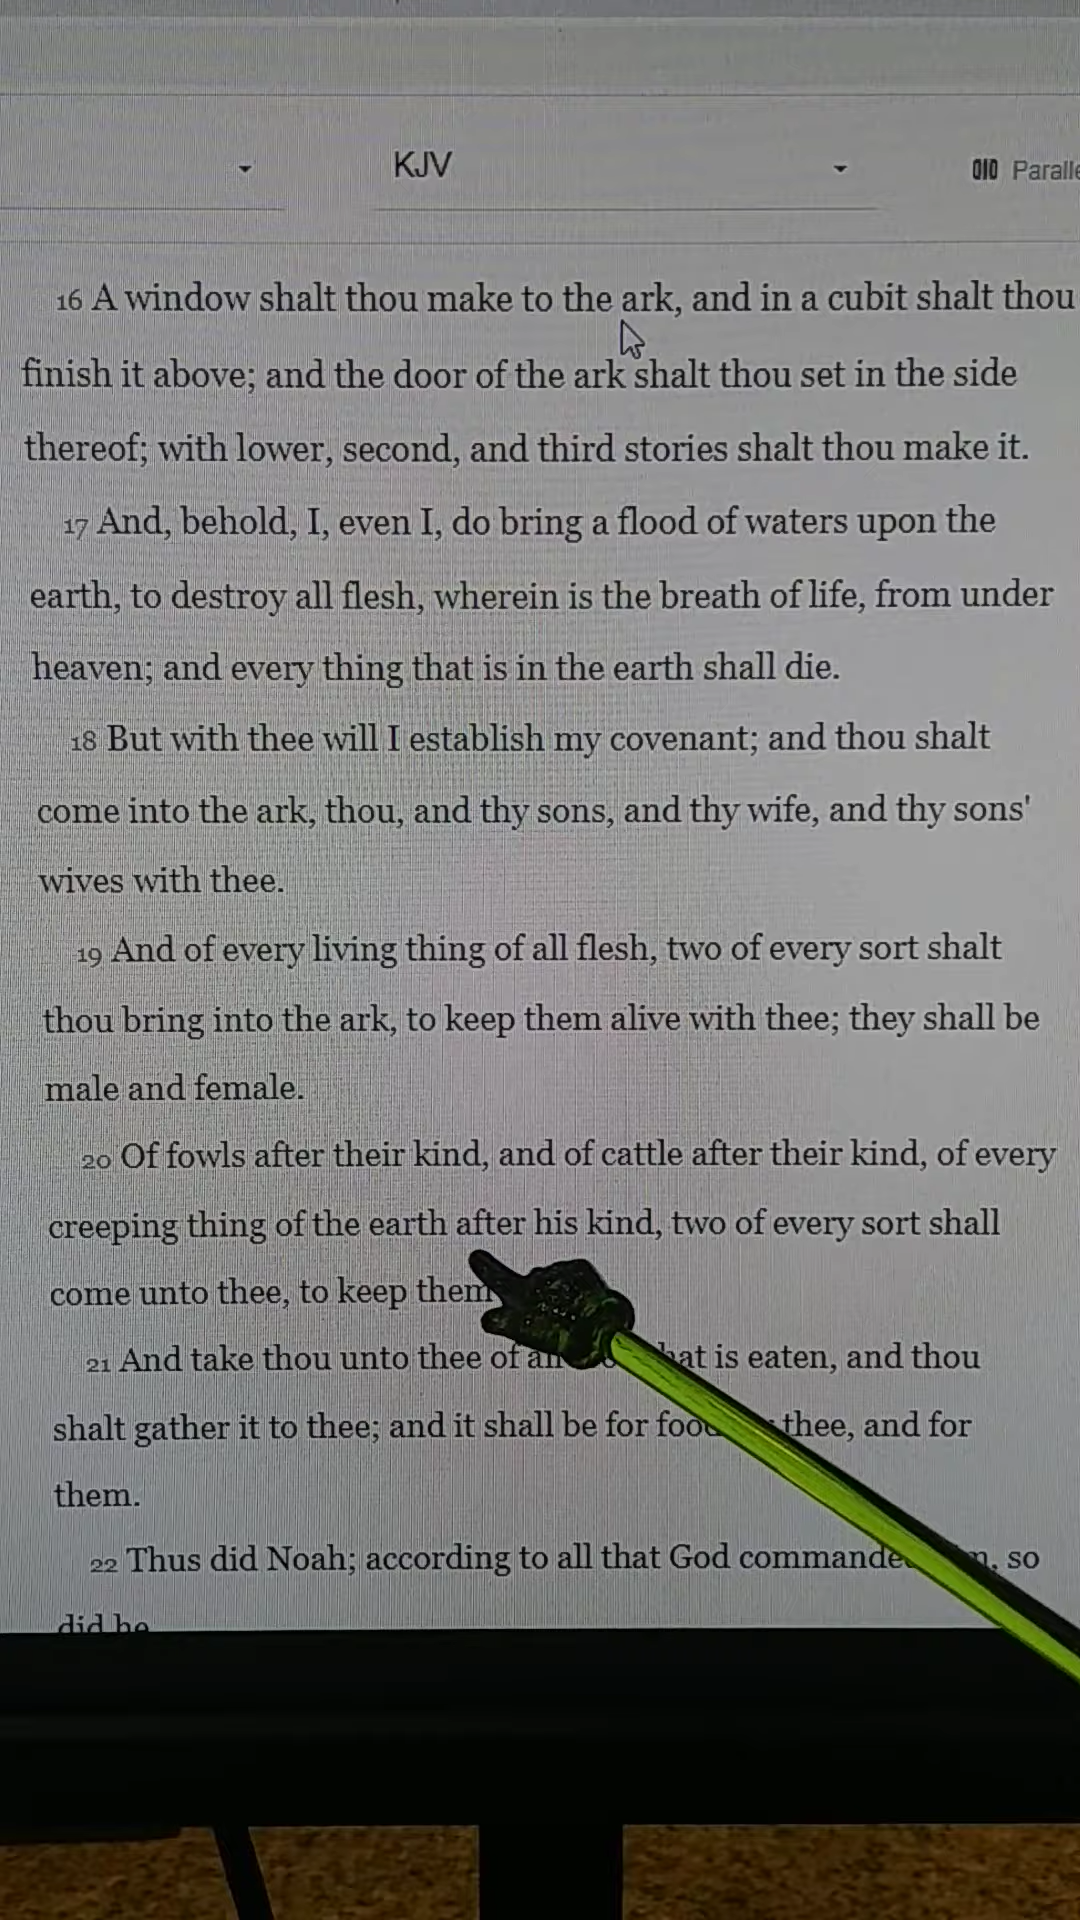 KJV
Paralle
16 A window shalt thou make to the ark, and in a cubit shalt thou
finish it above; and the door of the ark shalt thou set in the side
thereof; with lower, second, and third stories shalt thou make it.
17 And, behold, I, even I, do bring a flood of waters upon the
earth, to destroy all flesh, wherein is the breath of life, from under
heaven; and every thing that is in the earth shall die.
18 But with thee will I establish my covenant; and thou shalt
come into the ark, thou, and thy sons, and thy wife, and thy sons'
wives with thee.
19 And of every living thing of all flesh, two of every sort shalt
thou bring into the ark, to keep them alive with thee; they shall be
male and female.
20 Of fowls after their kind, and of cattle after their kind, of every
creeping thing of the earth after his kind, two of every sort shall
come unto thee, to keep them
21 And take thou unto thee of is eaten, and thou
shalt gather it to thee; and it shall be for thee, and for
them.
22 Thus did Noah; according to all that God so
did he